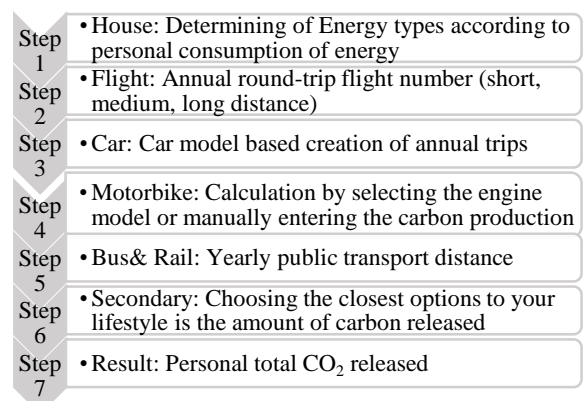 Step
1
• House: Determining of Energy types according to
personal consumption of energy
Step
2
• Flight: Annual round-trip flight number (short,
medium, long distance)
Step
3
• Car: Car model based creation of annual trips
Step
4
• Motorbike: Calculation by selecting the engine
model or manually entering the carbon production
Step
5
• Bus& Rail: Yearly public transport distance
Step
6
• Secondary: Choosing the closest options to your
lifestyle is the amount of carbon released
Step
7
• Result: Personal total CO₂ released